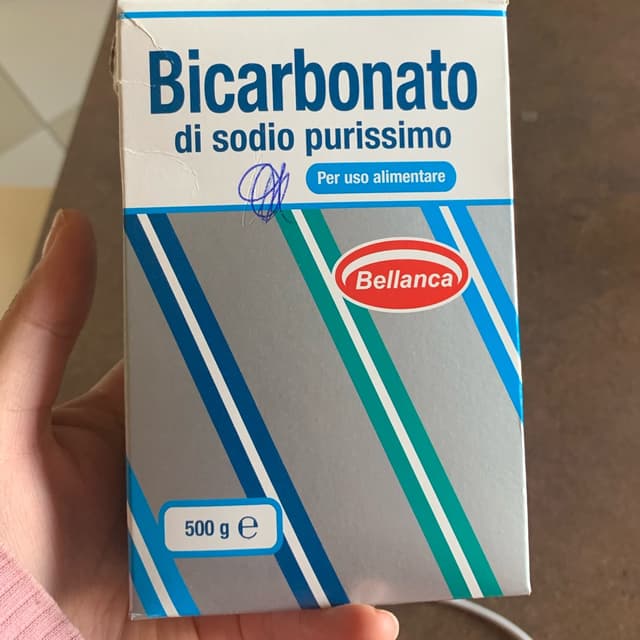 Bicarbonato
di sodio purissimo
Per uso alimentare
Bellanca
500 g ℮